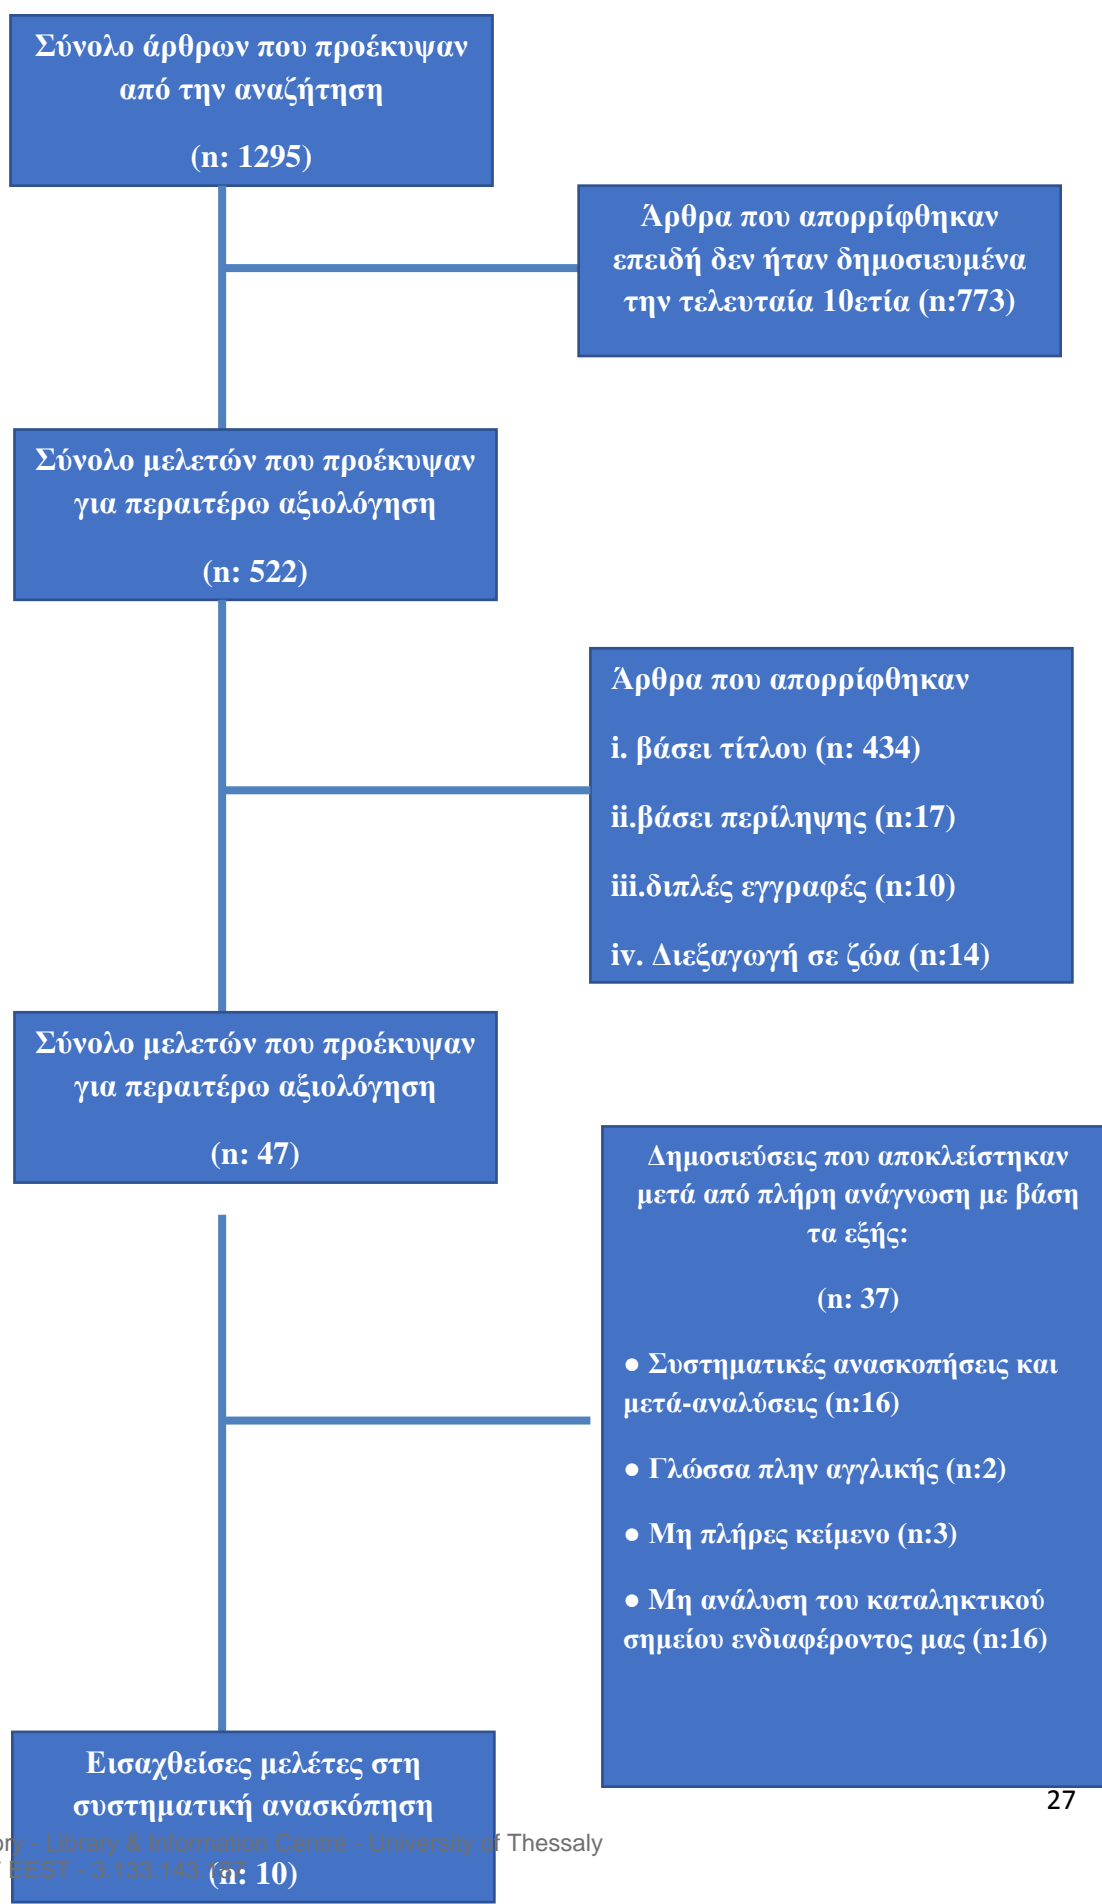 Σύνολο άρθρων που προέκυψαν
από την αναζήτηση
(n: 1295)
Άρθρα που απορρίφθηκαν
επειδή δεν ήταν δημοσιευμένα
την τελευταία 10ετία (n:773)
Σύνολο μελετών που προέκυψαν
για περαιτέρω αξιολόγηση
(n: 522)
Άρθρα που απορρίφθηκαν
i. βάσει τίτλου (n: 434)
ii.βάσει περίληψης (n:17)
iii.διπλές εγγραφές (n:10)
iv. Διεξαγωγή σε ζώα (n:14)
Σύνολο μελετών που προέκυψαν
για περαιτέρω αξιολόγηση
(n: 47)
Δημοσιεύσεις που αποκλείστηκαν
μετά από πλήρη ανάγνωση με βάση
τα εξής:
(n: 37)
● Συστηματικές ανασκοπήσεις και
μετά-αναλύσεις (n:16)
● Γλώσσα πλην αγγλικής (n:2)
● Μη πλήρες κείμενο (n:3)
● Μη ανάλυση του καταληκτικού
σημείου ενδιαφέροντος μας (n:16)
Εισαχθείσες μελέτες στη
συστηματική ανασκόπηση
(n: 10)
27
- Library & Information Centre - University of Thessaly
EEST - 3.133.143.